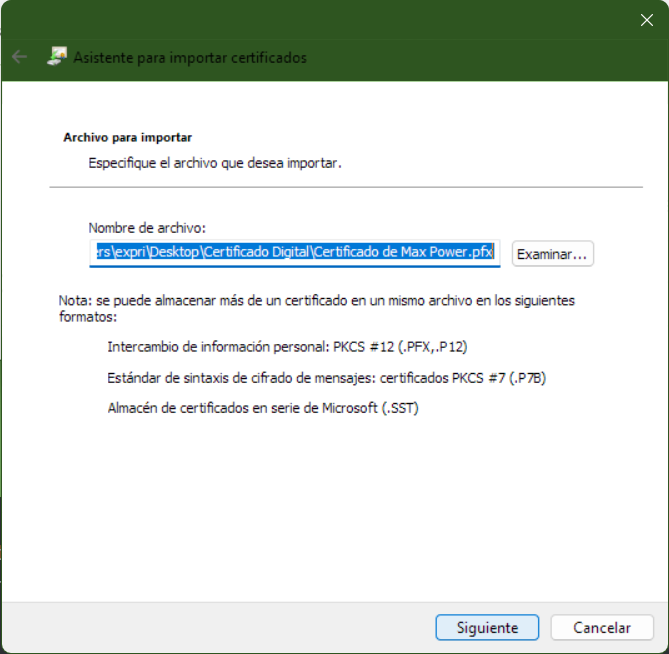 Asistente para importar certificados
Archivo para importar
Especifique el archivo que desea importar.
Nombre de archivo:
ers\expri\Desktop\Certificado Digital\Certificado de Max Power.pfx
Examinar...
Nota: se puede almacenar más de un certificado en un mismo archivo en los siguientes
formatos:
Intercambio de información personal: PKCS #12 (.PFX,.P12)
Estándar de sintaxis de cifrado de mensajes: certificados PKCS #7 (.P7B)
Almacén de certificados en serie de Microsoft (.SST)
Siguiente
Cancelar